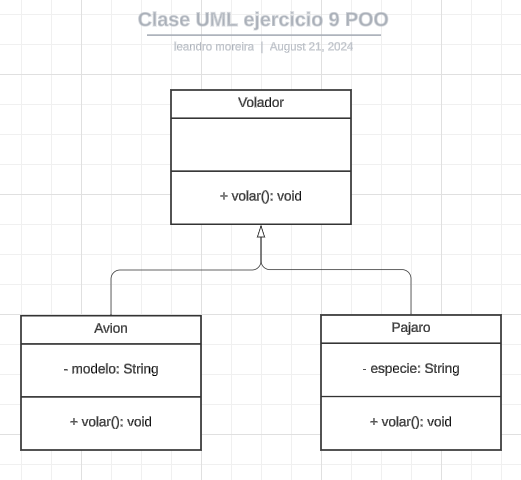 Clase UML ejercicio 9 POO
leandro moreira | August 21, 2024
Volador
+ volar(): void
Avion
- modelo: String
+ volar(): void
Pajaro
- especie: String
+ volar(): void